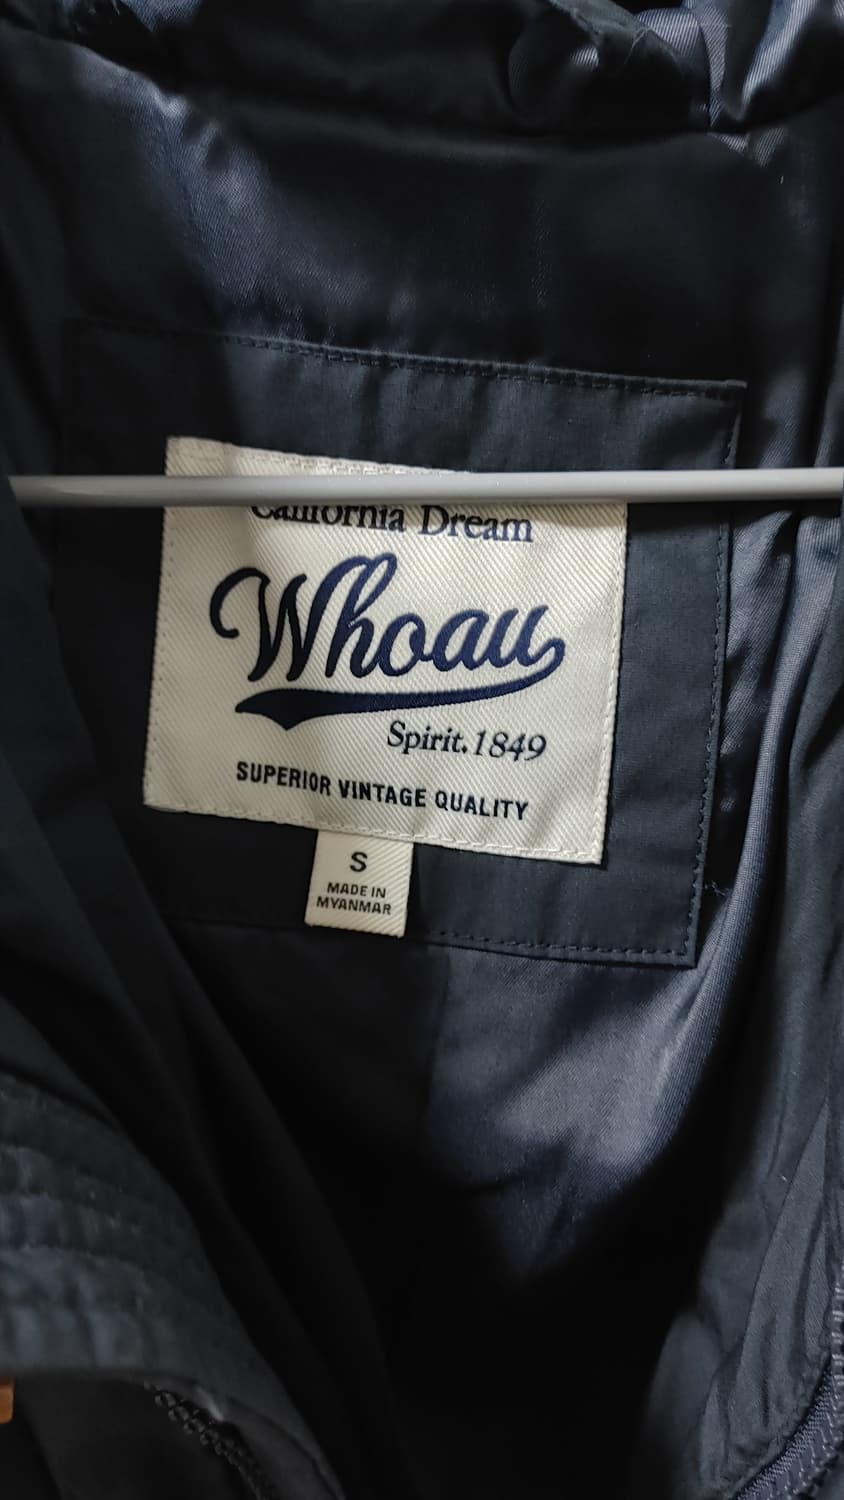 California Dream
Whoau
Spirit.1849
SUPERIOR VINTAGE QUALITY
S
MADE IN
MYANMAR